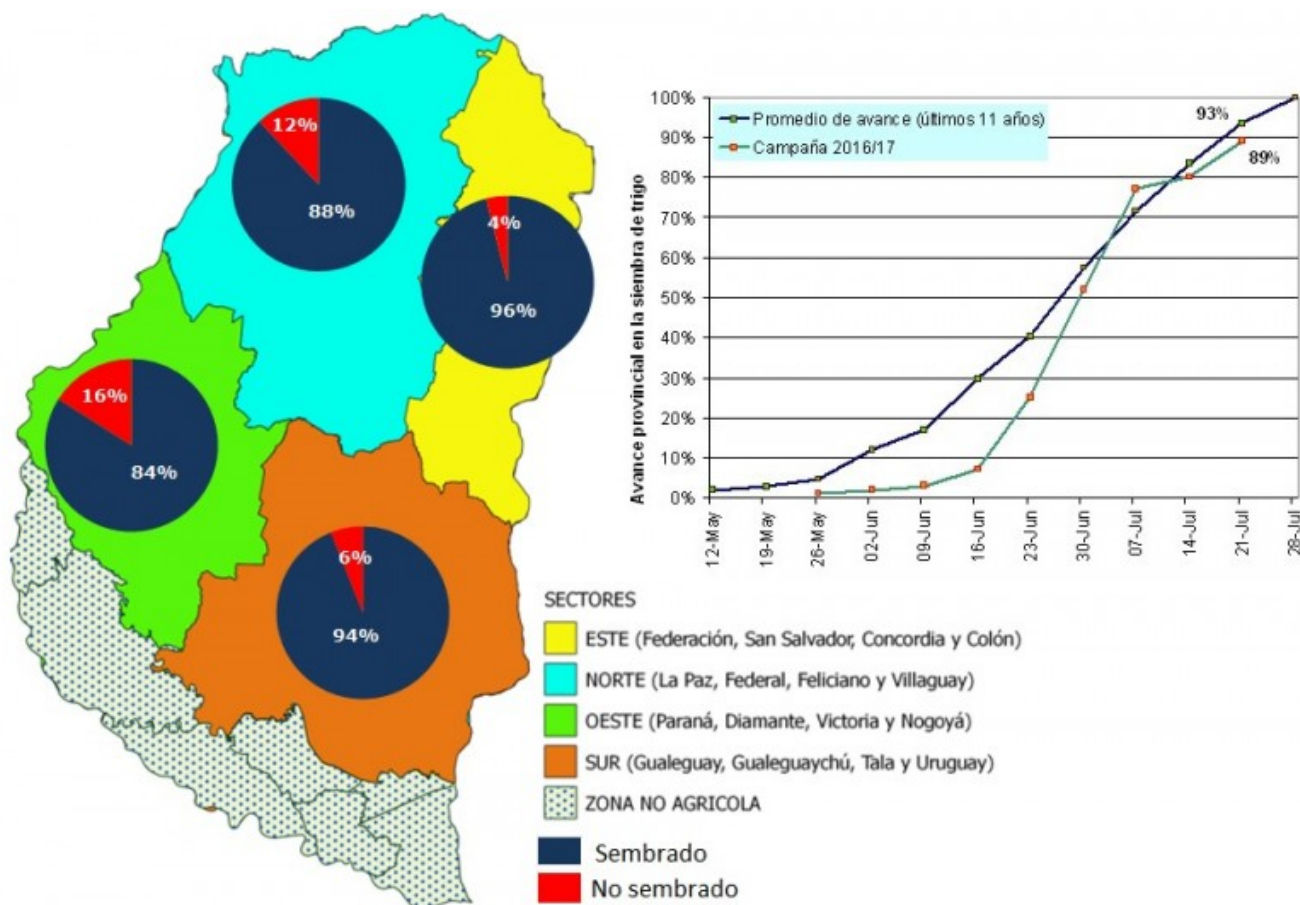 12%
88%
4%
96%
16%
84%
6%
94%
Avance provincial en la siembra de trigo
100%
90%
80%
70%
60%
50%
40%
30%
20%
10%
0%
Promedio de avance (últimos 11 años)
Campaña 2016/17
93%
89%
12-May
19-May
26-May
02-Jun
09-Jun
16-Jun
23-Jun
30-Jun
07-Jul
14-Jul
21-Jul
28-Jul
SECTORES
ESTE (Federación, San Salvador, Concordia y Colón)
NORTE (La Paz, Federal, Feliciano y Villaguay)
OESTE (Paraná, Diamante, Victoria y Nogoyá)
SUR (Gualeguay, Gualeguaychú, Tala y Uruguay)
ZONA NO AGRICOLA
Sembrado
No sembrado